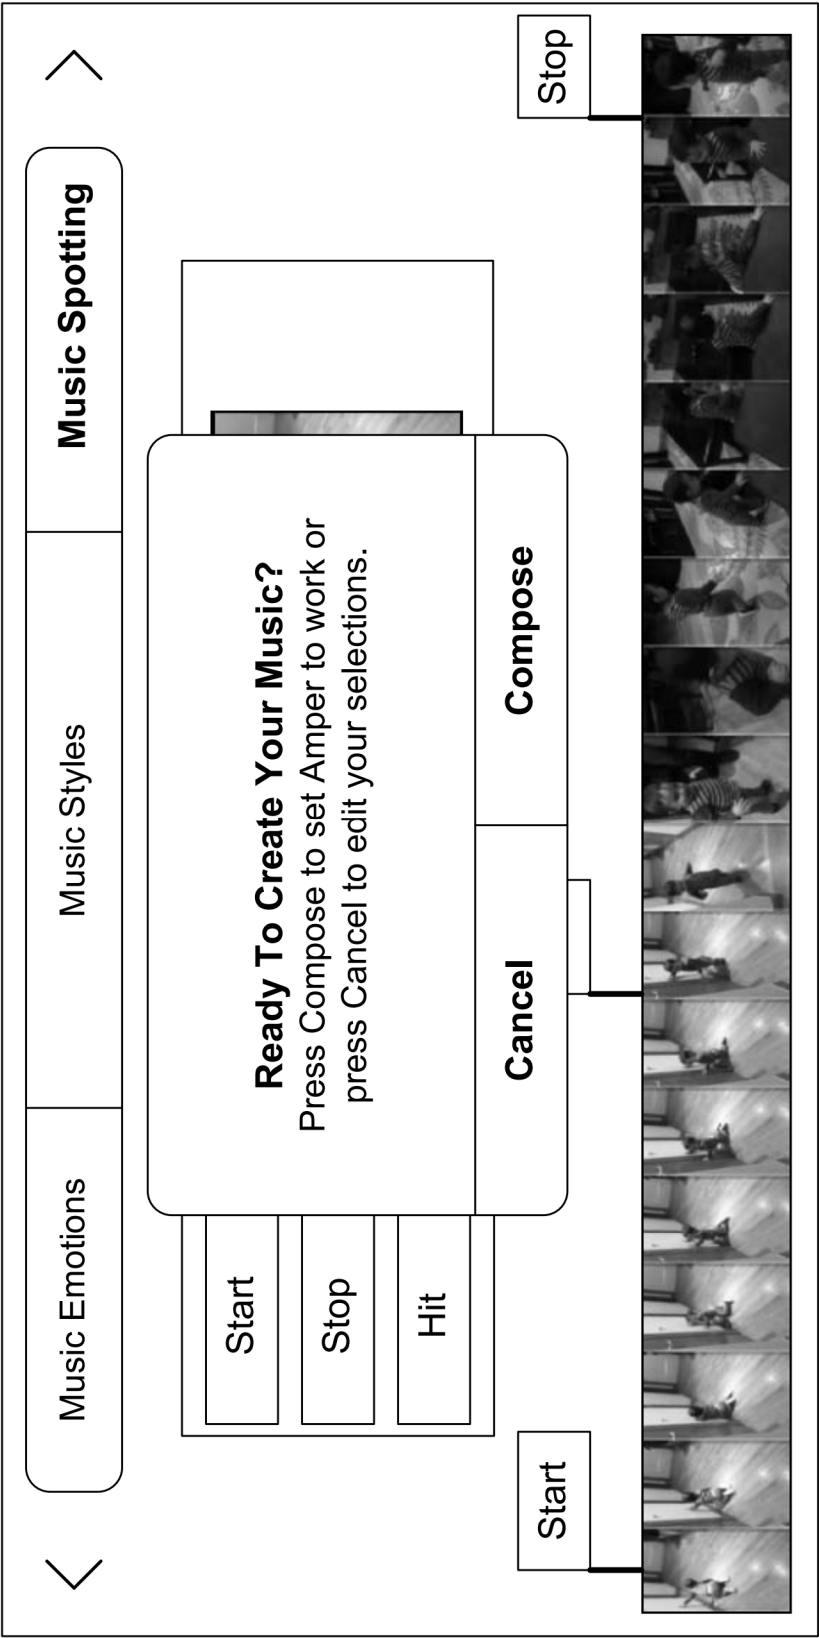 Music Emotions
Music Styles
Music Spotting
Start
Stop
Hit
Ready To Create Your Music?
Press Compose to set Amper to work or
press Cancel to edit your selections.
Cancel
Compose
Start
Stop